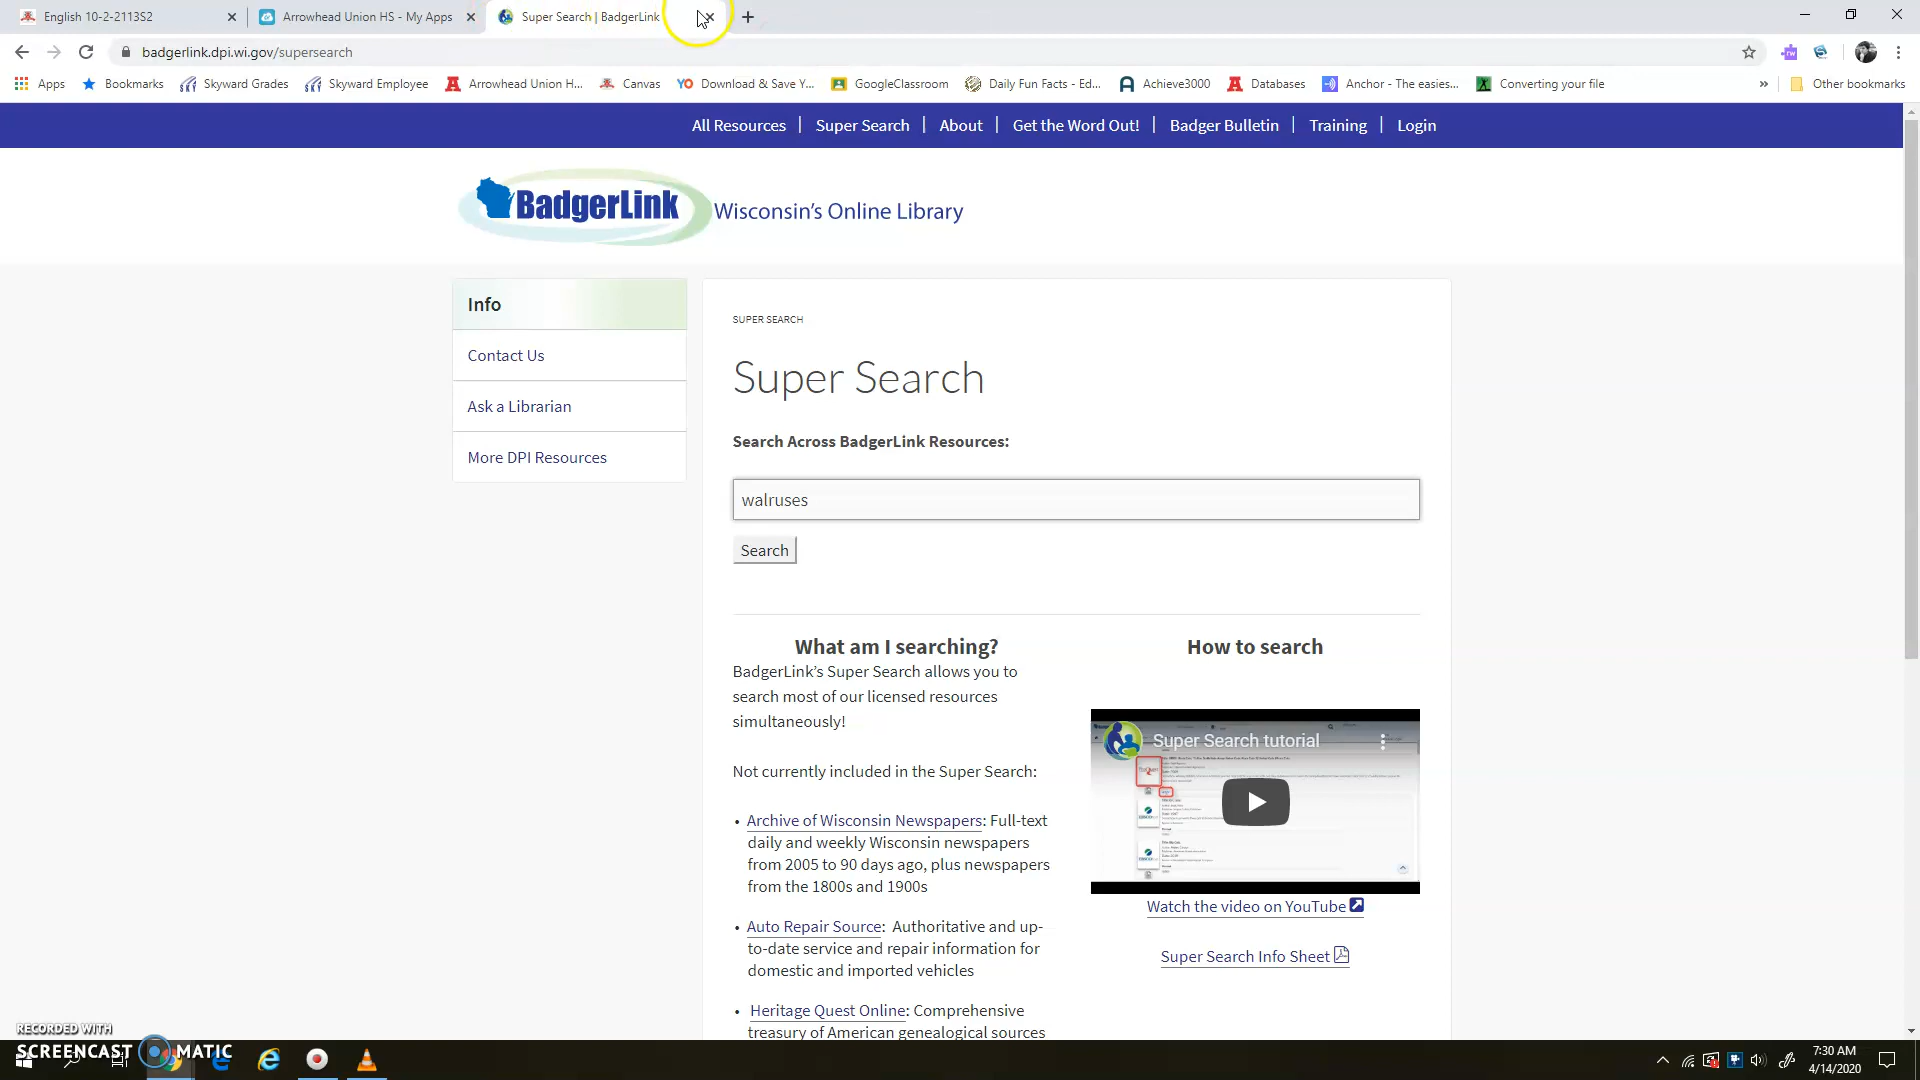 English 10-2-2113S2
Arrowhead Union HS - My Apps
Super Search | BadgerLink
badgerlink.dpi.wi.gov/supersearch
Apps
Bookmarks
Skyward Grades
Skyward Employee
Arrowhead Union H...
Canvas
YO Download & Save Y...
GoogleClassroom
Daily Fun Facts - Ed...
Achieve3000
Databases
Anchor - The easies...
Converting your file
»
Other bookmarks
All Resources | Super Search | About | Get the Word Out! | Badger Bulletin | Training | Login
BadgerLink
Wisconsin's Online Library
Info
Contact Us
Ask a Librarian
More DPI Resources
SUPER SEARCH
Super Search
Search Across BadgerLink Resources:
walruses
Search
What am I searching?
BadgerLink's Super Search allows you to
search most of our licensed resources
simultaneously!
Not currently included in the Super Search:
• Archive of Wisconsin Newspapers: Full-text
daily and weekly Wisconsin newspapers
from 2005 to 90 days ago, plus newspapers
from the 1800s and 1900s
• Auto Repair Source: Authoritative and up-
to-date service and repair information for
domestic and imported vehicles
• Heritage Quest Online: Comprehensive
treasury of American genealogical sources
How to search
Super Search tutorial
Watch the video on YouTube
Super Search Info Sheet
RECORDED WITH
SCREENCAST MATIC
7:30 AM
4/14/2020